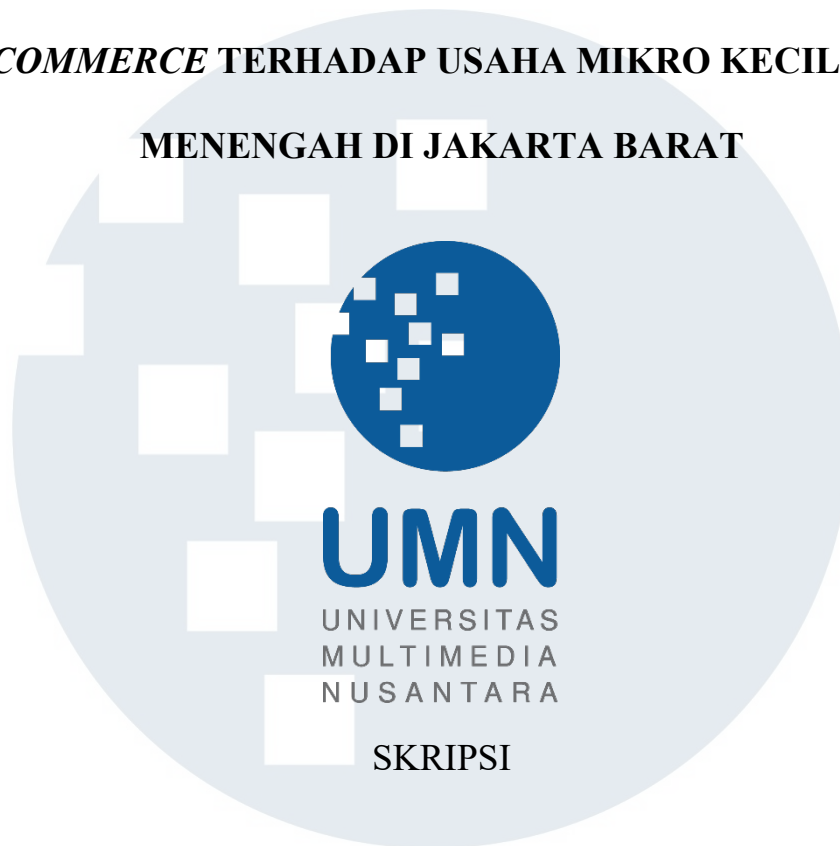 COMMERCE TERHADAP USAHA MIKRO KECIL
MENENGAH DI JAKARTA BARAT
UMN
UNIVERSITAS
MULTIMEDIA
NUSANTARA
SKRIPSI